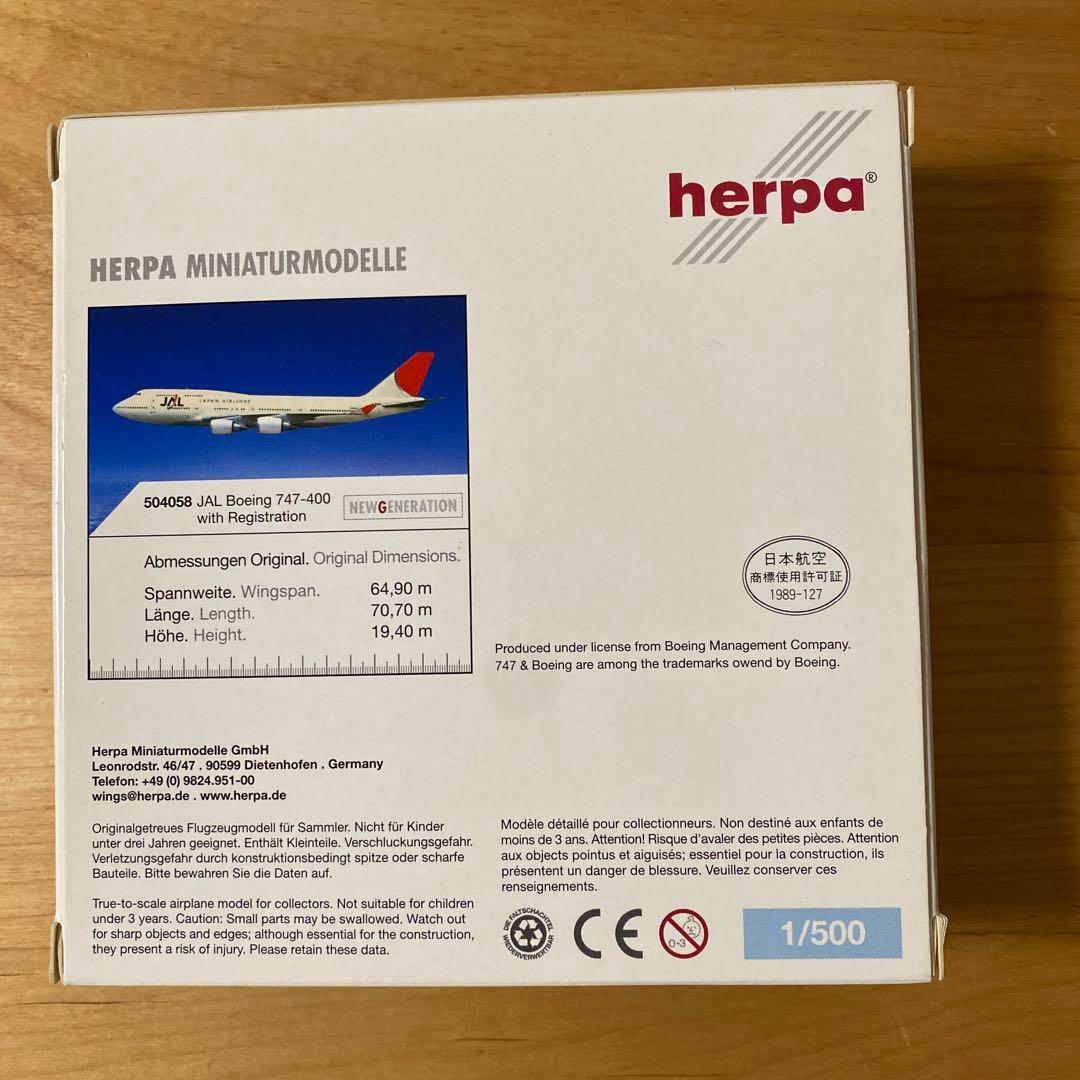 herpa®
HERPA MINIATURMODELLE
JAL JAPAN AIRLINES
504058 JAL Boeing 747-400
with Registration
NEWGENERATION
Abmessungen Original. Original Dimensions.
Spannweite. Wingspan. 64,90 m
Länge. Length. 70,70 m
Höhe. Height. 19,40 m
日本航空
商標使用許可証
1989-127
Produced under license from Boeing Management Company.
747 & Boeing are among the trademarks owend by Boeing.
Herpa Miniaturmodelle GmbH
Leonrodstr. 46/47 . 90599 Dietenhofen . Germany
Telefon: +49 (0) 9824.951-00
wings@herpa.de . www.herpa.de
Originalgetreues Flugzeugmodell für Sammler. Nicht für Kinder
unter drei Jahren geeignet. Enthält Kleinteile. Verschluckungsgefahr.
Verletzungsgefahr durch konstruktionsbedingt spitze oder scharfe
Bauteile. Bitte bewahren Sie die Daten auf.
True-to-scale airplane model for collectors. Not suitable for children
under 3 years. Caution: Small parts may be swallowed. Watch out
for sharp objects and edges; although essential for the construction,
they present a risk of injury. Please retain these data.
Modèle détaillé pour collectionneurs. Non destiné aux enfants de
moins de 3 ans. Attention! Risque d'avaler des petites pièces. Attention
aux objects pointus et aiguisés; essentiel pour la construction, ils
présentent un danger de blessure. Veuillez conserver ces
renseignements.
DIE FALTSCHACHTEL
WIEDERVERWERTBAR
CE
0-3
1/500